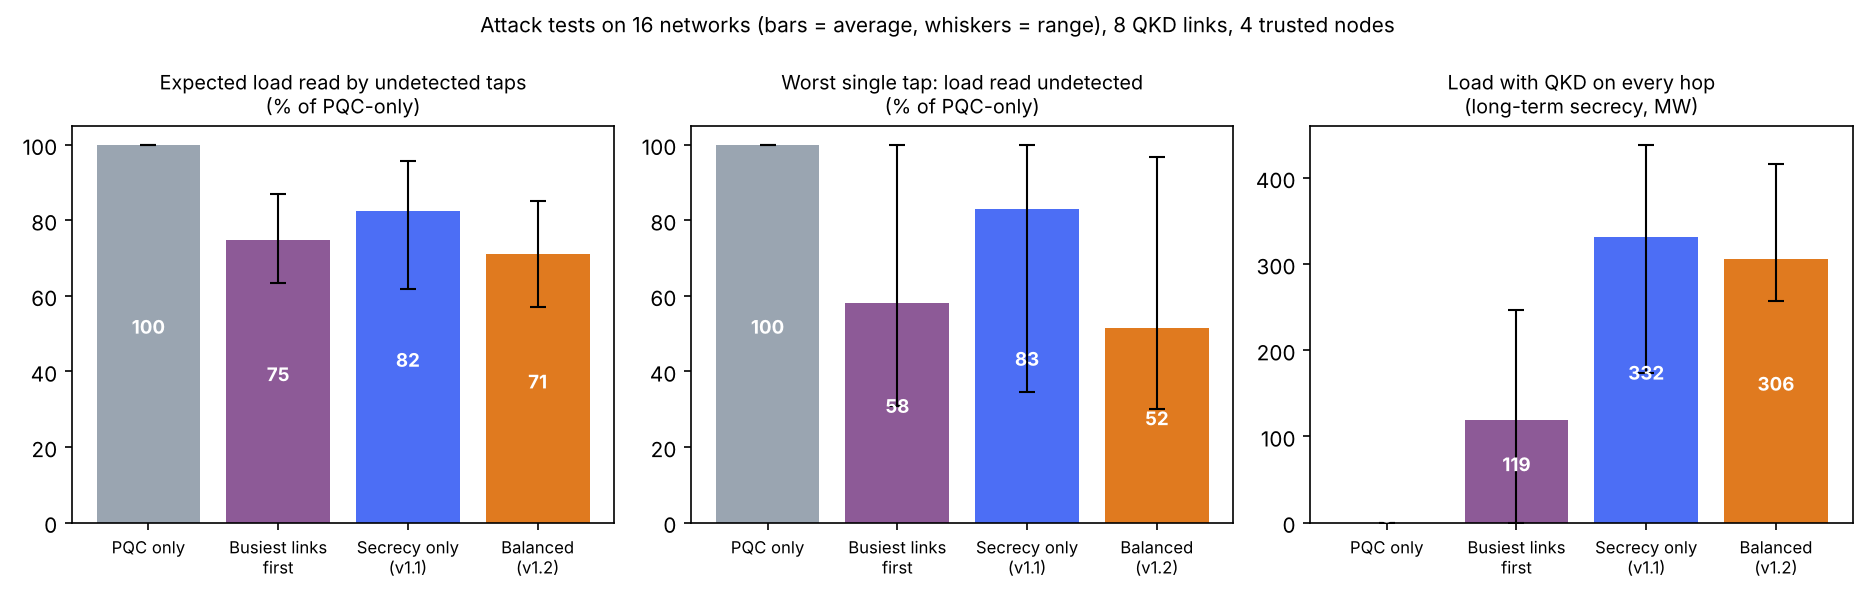 Attack tests on 16 networks (bars = average, whiskers = range), 8 QKD links, 4 trusted nodes
Expected load read by undetected taps
(% of PQC-only)
100
80
60
40
20
0
100
75
82
71
PQC only
Busiest links
first
Secrecy only
(v1.1)
Balanced
(v1.2)
Worst single tap: load read undetected
(% of PQC-only)
100
80
60
40
20
0
100
58
83
52
PQC only
Busiest links
first
Secrecy only
(v1.1)
Balanced
(v1.2)
Load with QKD on every hop
(long-term secrecy, MW)
400
300
200
100
0
119
332
306
PQC only
Busiest links
first
Secrecy only
(v1.1)
Balanced
(v1.2)